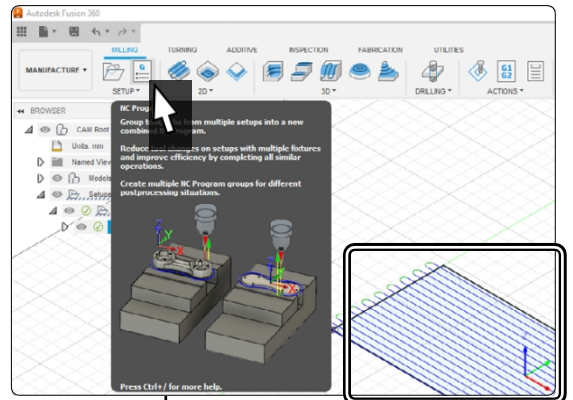 Autodesk Fusion 360
MILLING TURNING ADDITIVE INSPECTION FABRICATION UTILITIES
MANUFACTURE
G
G1
G2
SETUP 2D 3D DRILLING ACTIONS
BROWSER
CAM Root
Units: mm
Named View
Models
Setups
NC Prog
Group from multiple setups into a new
combined
Reduce changes on setups with multiple fixtures
and improve efficiency by completing all similar
operations.
Create multiple NC Program groups for different
postprocessing situations.
Press Ctrl+/ for more help.